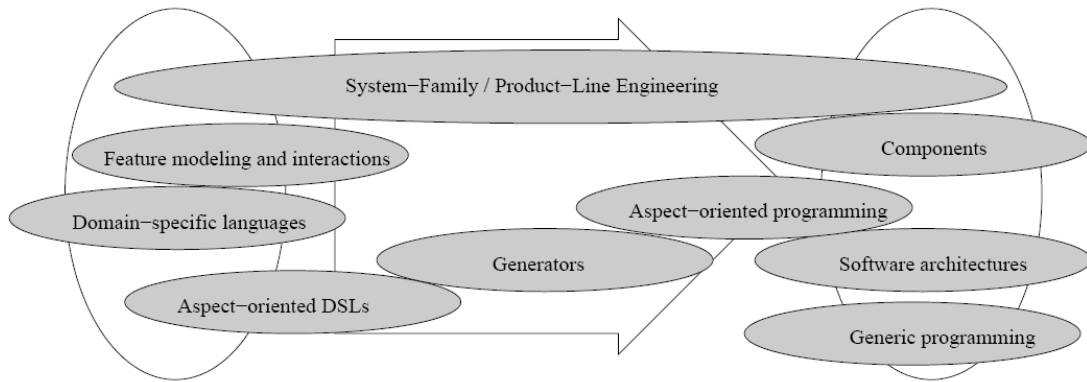 System−Family / Product−Line Engineering
Feature modeling and interactions
Components
Domain−specific languages
Aspect−oriented programming
Generators
Software architectures
Aspect−oriented DSLs
Generic programming